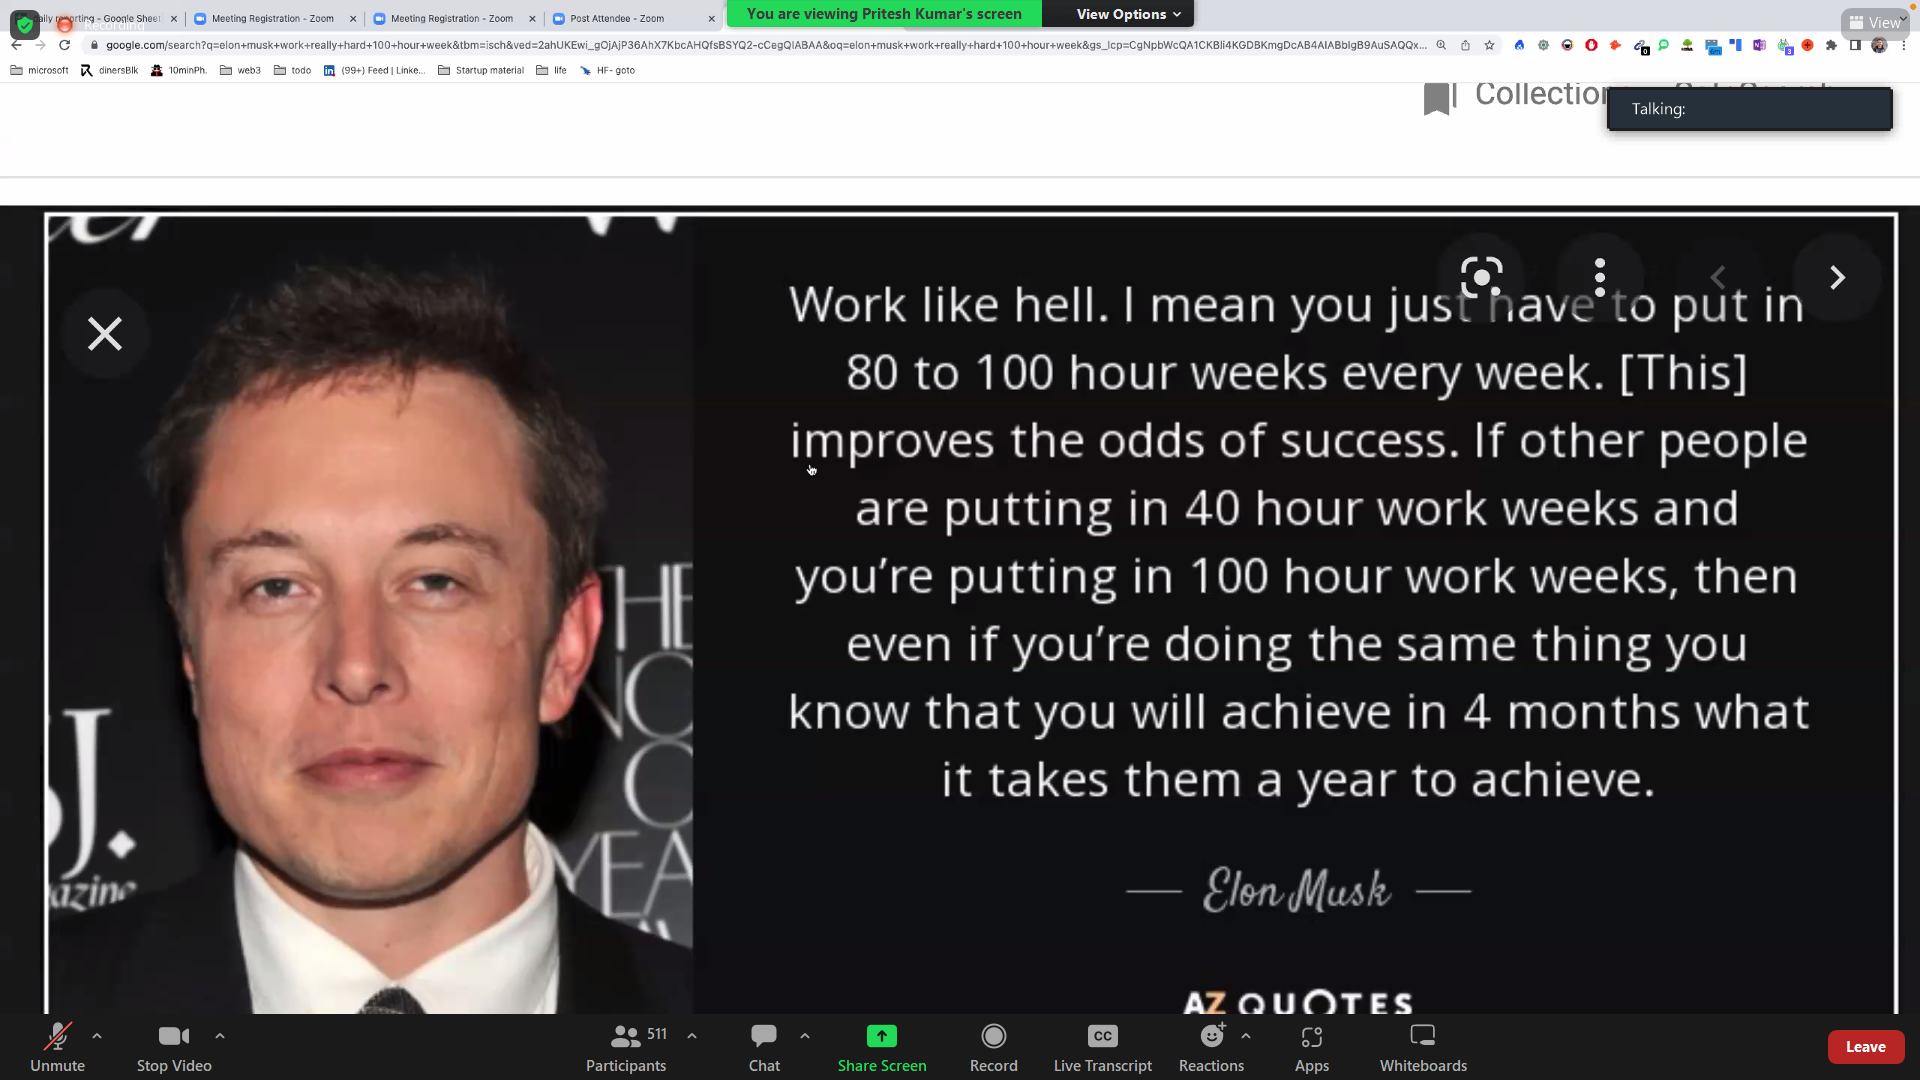 daily reporting - Google Sheet
Meeting Registration - Zoom
Meeting Registration - Zoom
Post Attendee - Zoom
You are viewing Pritesh Kumar's screen
View Options
Recording
View
google.com/search?q=elon+musk+work+really+hard+100+hour+week&tbm=isch&ved=2ahUKEwi_gOjAjP36AhX7KbcAHQfsBSYQ2-cCegQIABAA&oq=elon+musk+work+really+hard+100+hour+week&gs_lcp=CgNpbWcQA1CKBli4KGDBKmgDcAB4AIABbIgB9AuSAQQx...
microsoft
dinersBlk
10minPh.
web3
todo
(99+) Feed | Linke...
Startup material
life
HF- goto
Talking:
Work like hell. I mean you just have to put in
80 to 100 hour weeks every week. [This]
improves the odds of success. If other people
are putting in 40 hour work weeks and
you're putting in 100 hour work weeks, then
even if you're doing the same thing you
know that you will achieve in 4 months what
it takes them a year to achieve.
Elon Musk
AZ QUOTES
THE
YEA
J.
azine
Unmute
Stop Video
511
Participants
Chat
Share Screen
Record
CC
Live Transcript
Reactions
Apps
Whiteboards
Leave